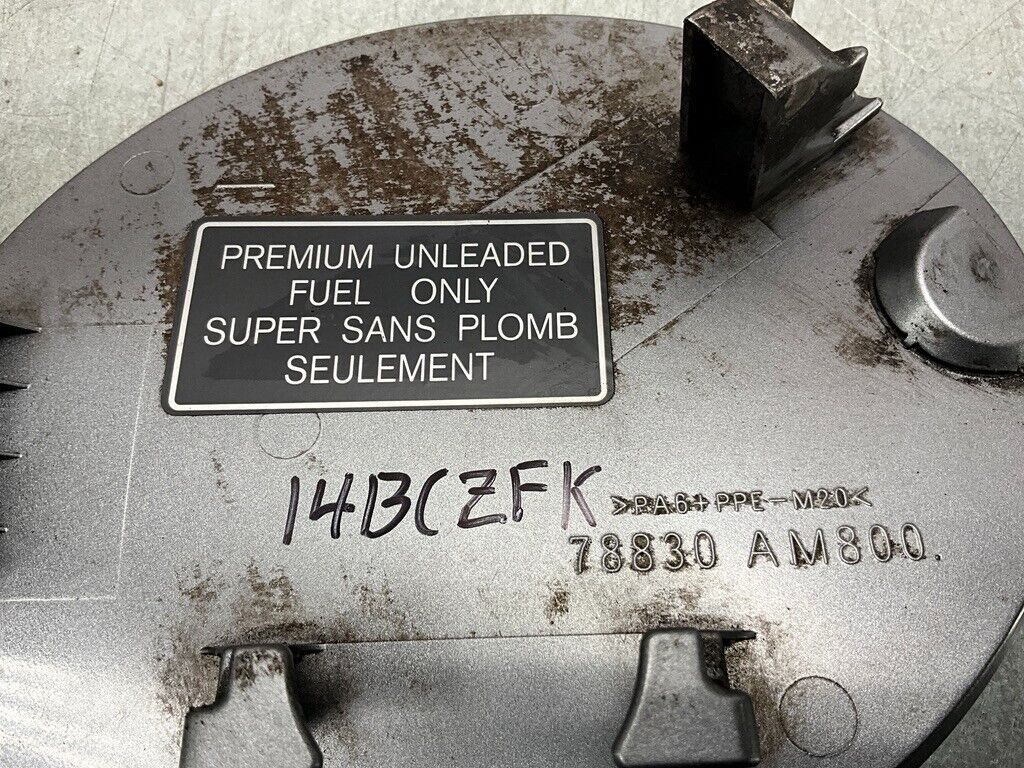 PREMIUM UNLEADED
FUEL ONLY
SUPER SANS PLOMB
SEULEMENT
14BCZFK
>PA6+PPE-M20<
78830 AM800.